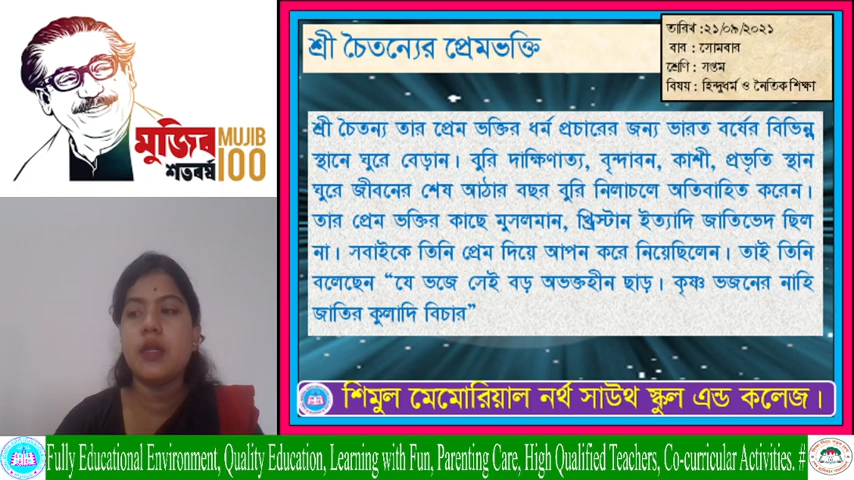 মুজিব
শতবর্ষ
MUJIB
100
শ্রী চৈতন্যের প্রেমভক্তি
তারিখ :২১/০৯/২০২১
বার : সোমবার
শ্রেণি : সপ্তম
বিষয় : হিন্দুধর্ম ও নৈতিক শিক্ষা
শ্রী চৈতন্য তার প্রেম ভক্তির ধর্ম প্রচারের জন্য ভারত বর্ষের বিভিন্ন
স্থানে ঘুরে বেড়ান। বুরি দাক্ষিণাত্য, বৃন্দাবন, কাশী, প্রভৃতি স্থান
ঘুরে জীবনের শেষ আঠার বছর বুরি নিলাচলে অতিবাহিত করেন।
তার প্রেম ভক্তির কাছে মুসলমান, খ্রিস্টান ইত্যাদি জাতিভেদ ছিল
না। সবাইকে তিনি প্রেম দিয়ে আপন করে নিয়েছিলেন। তাই তিনি
বলেছেন “যে ভজে সেই বড় অভক্তহীন ছাড়। কৃষ্ণ ভজনের নাহি
জাতির কুলাদি বিচার”
শিমুল মেমোরিয়াল নর্থ সাউথ স্কুল এন্ড কলেজ।
Fully Educational Environment, Quality Education, Learning with Fun, Parenting Care, High Qualified Teachers, Co-curricular Activities. #